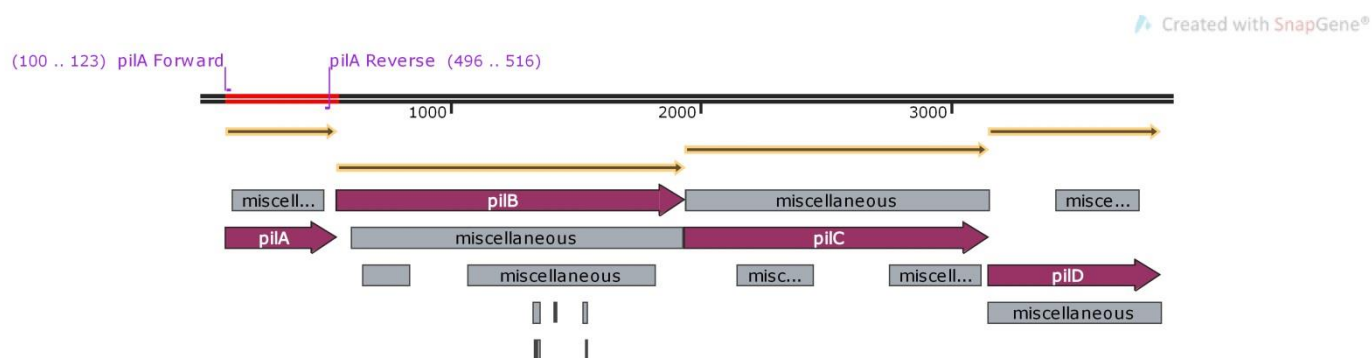 Created with SnapGene®
(100 .. 123) pilA Forward pilA Reverse (496 .. 516)
1000 2000 3000
miscell... pilB miscellaneous misce...
pilA miscellaneous pilC
miscellaneous misc... miscell... pilD
miscellaneous